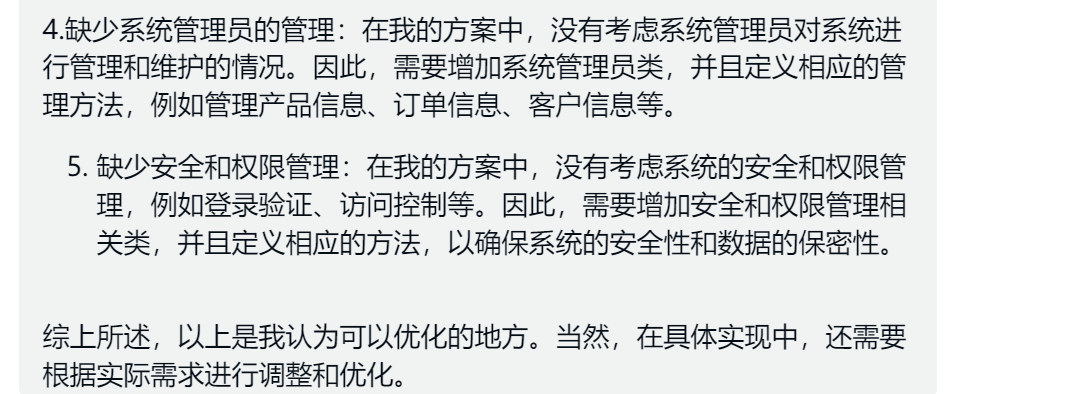 4.缺少系统管理员的管理：在我的方案中，没有考虑系统管理员对系统进
行管理和维护的情况。因此，需要增加系统管理员类，并且定义相应的管
理方法，例如管理产品信息、订单信息、客户信息等。
5. 缺少安全和权限管理：在我的方案中，没有考虑系统的安全和权限管
理，例如登录验证、访问控制等。因此，需要增加安全和权限管理相
关类，并且定义相应的方法，以确保系统的安全性和数据的保密性。
综上所述，以上是我认为可以优化的地方。当然，在具体实现中，还需要
根据实际需求进行调整和优化。